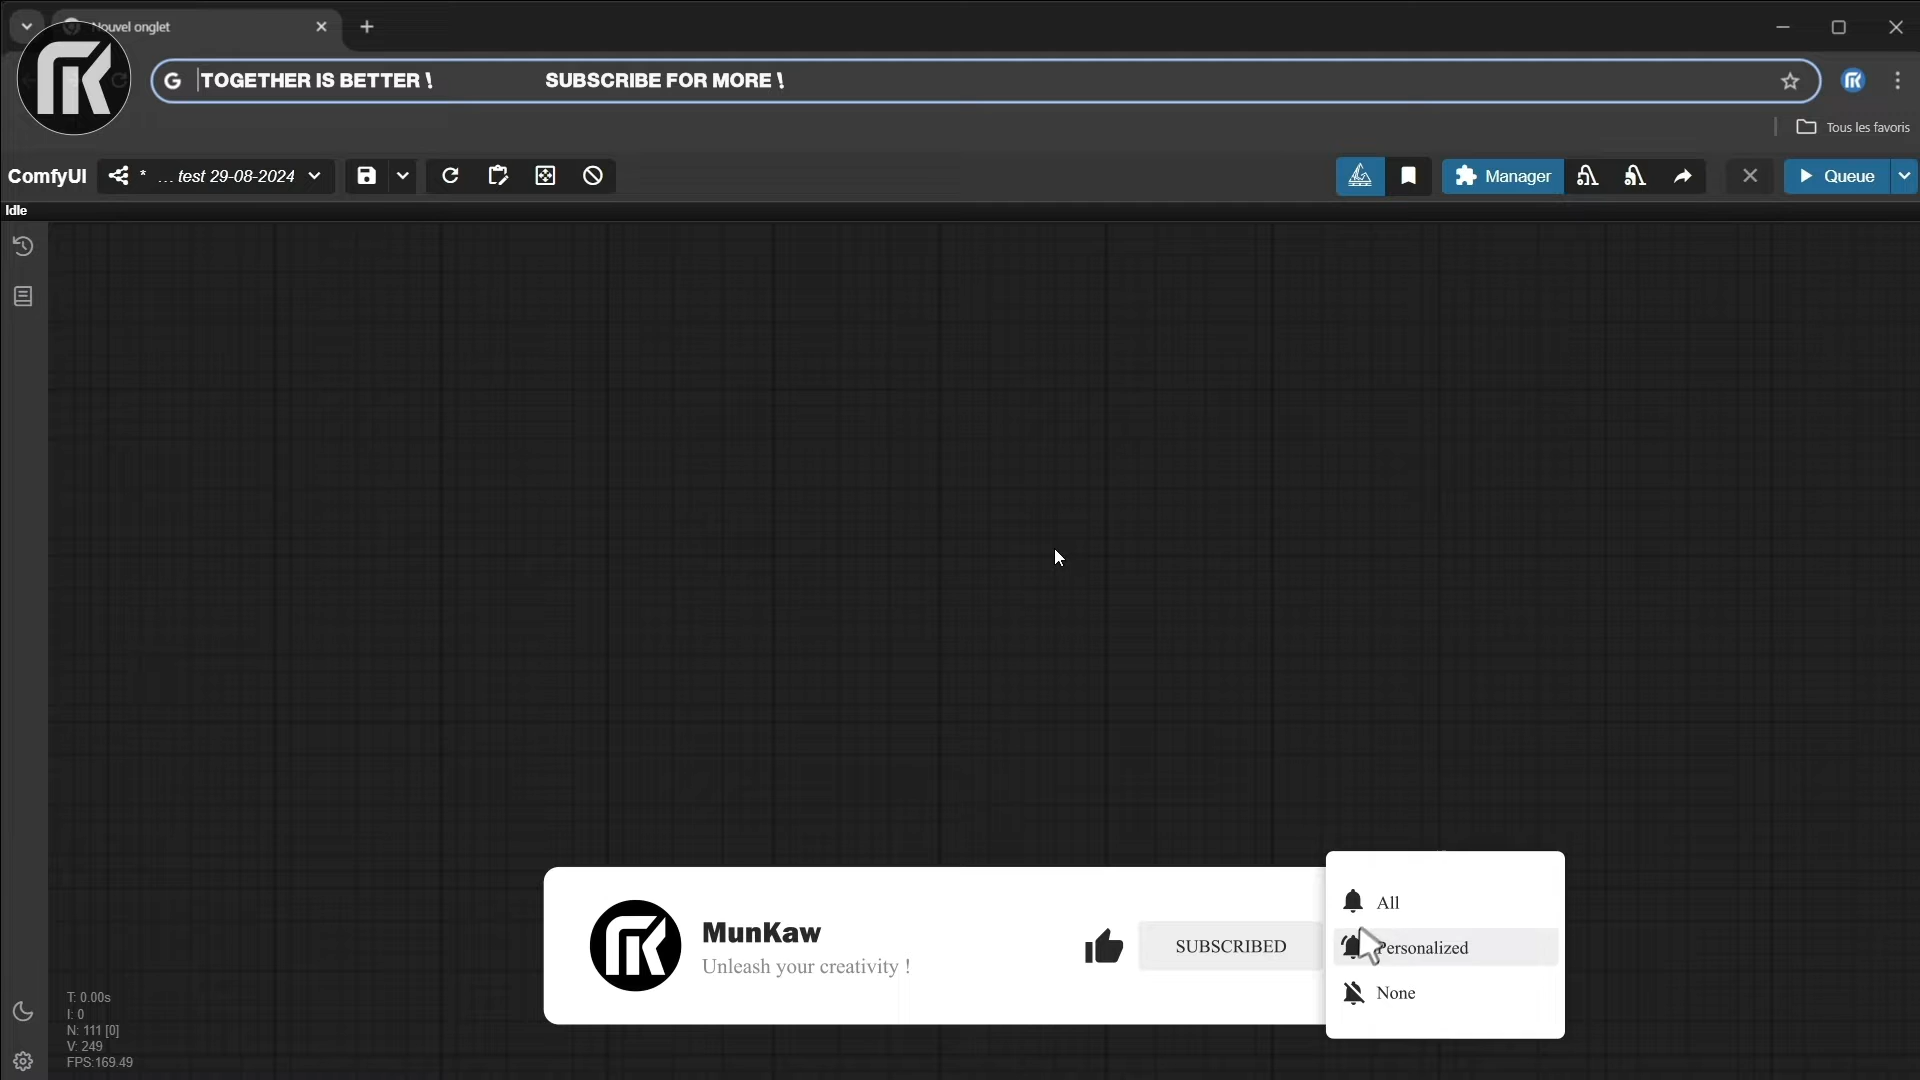 Nouvel onglet
TOGETHER IS BETTER ! SUBSCRIBE FOR MORE !
Tous les favoris
ComfyUI * ... test 29-08-2024 Manager Queue
Idle
All
MunKaw
Unleash your creativity !
SUBSCRIBED
Personalized
None
T: 0.00s
I: 0
N: 111 [0]
V: 249
FPS:169.49